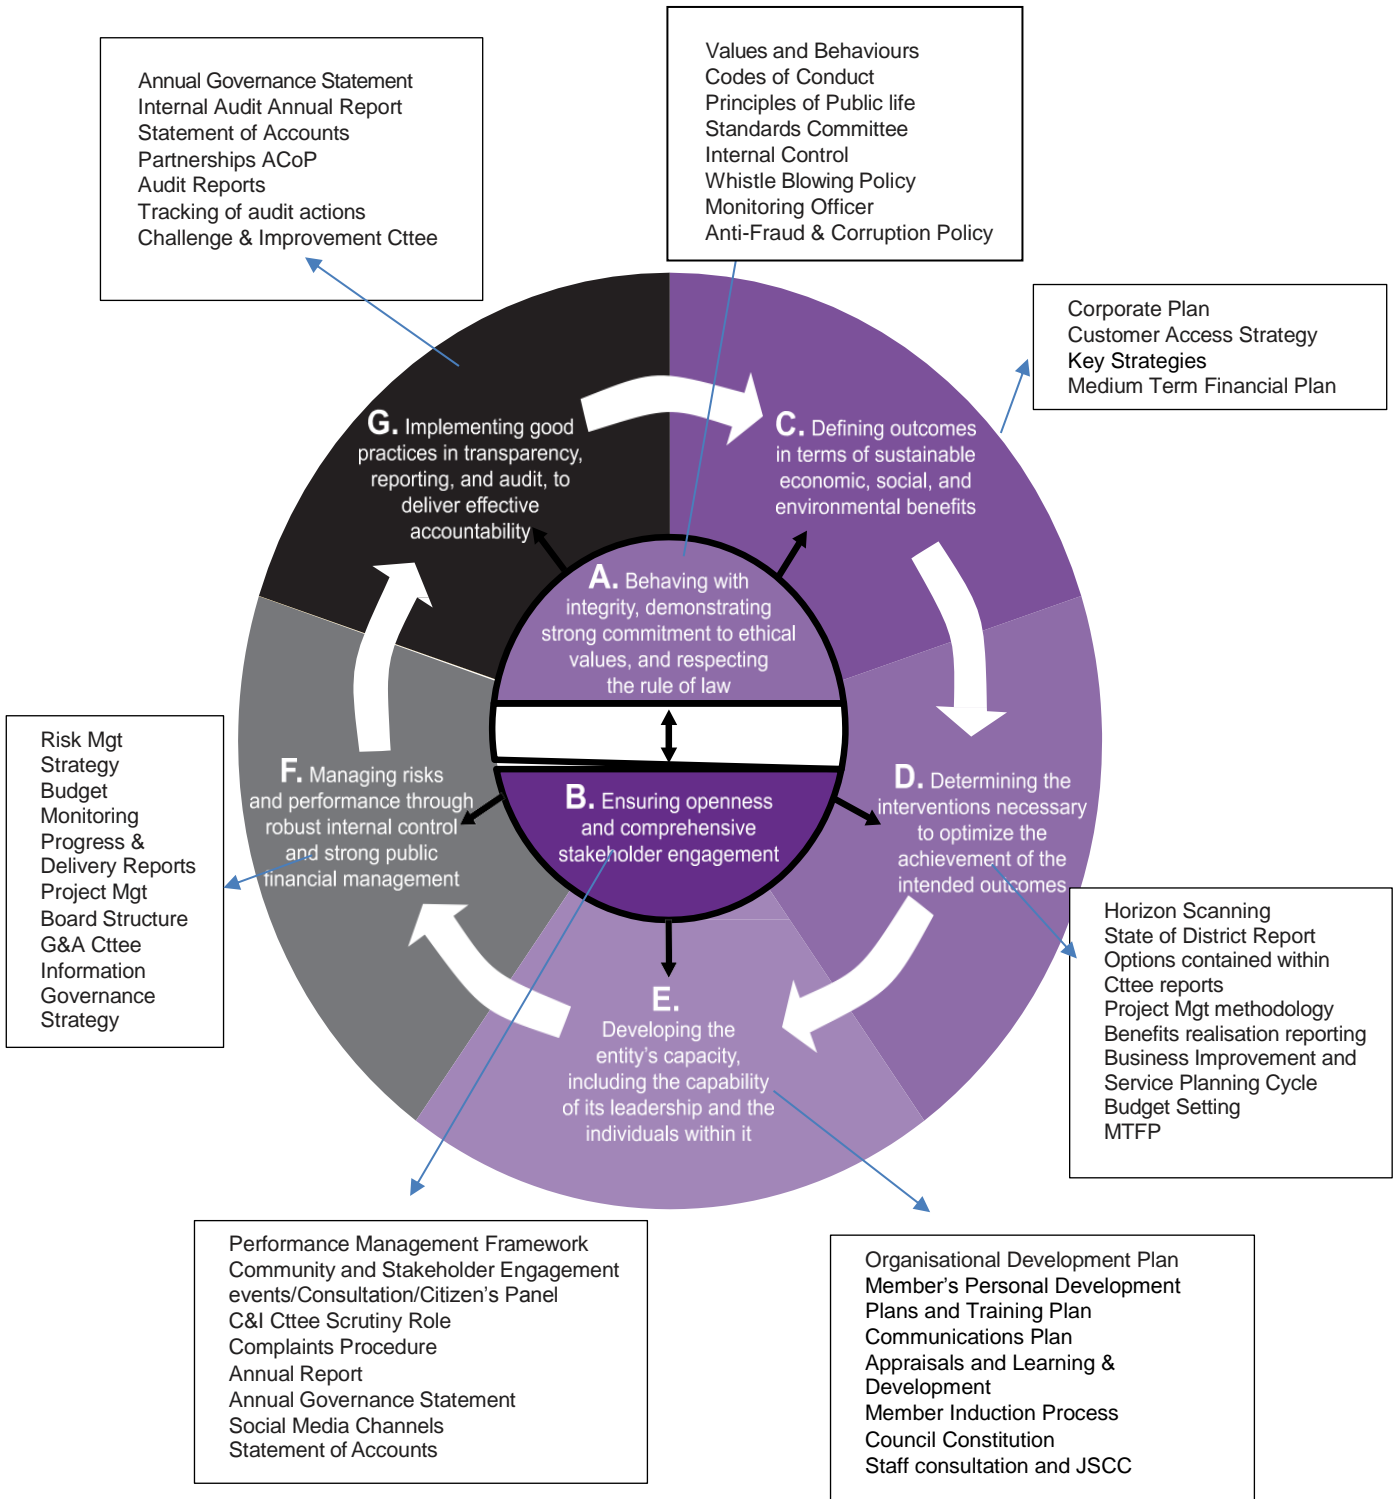 Values and Behaviours
Codes of Conduct
Principles of Public life
Standards Committee
Internal Control
Whistle Blowing Policy
Monitoring Officer
Anti-Fraud & Corruption Policy
Annual Governance Statement
Internal Audit Annual Report
Statement of Accounts
Partnerships ACoP
Audit Reports
Tracking of audit actions
Challenge & Improvement Cttee
Corporate Plan
Customer Access Strategy
Key Strategies
Medium Term Financial Plan
G. Implementing good
practices in transparency,
reporting, and audit, to
deliver effective
accountability
C. Defining outcomes
in terms of sustainable
economic, social, and
environmental benefits
A. Behaving with
integrity, demonstrating
strong commitment to ethical
values, and respecting
the rule of law
B. Ensuring openness
and comprehensive
stakeholder engagement
F. Managing risks
and performance through
robust internal control
and strong public
financial management
D. Determining the
interventions necessary
to optimize the
achievement of the
intended outcomes
E.
Developing the
entity's capacity,
including the capability
of its leadership and the
individuals within it
Risk Mgt
Strategy
Budget
Monitoring
Progress &
Delivery Reports
Project Mgt
Board Structure
G&A Cttee
Information
Governance
Strategy
Horizon Scanning
State of District Report
Options contained within
Cttee reports
Project Mgt methodology
Benefits realisation reporting
Business Improvement and
Service Planning Cycle
Budget Setting
MTFP
Performance Management Framework
Community and Stakeholder Engagement
events/Consultation/Citizen's Panel
C&I Cttee Scrutiny Role
Complaints Procedure
Annual Report
Annual Governance Statement
Social Media Channels
Statement of Accounts
Organisational Development Plan
Member's Personal Development
Plans and Training Plan
Communications Plan
Appraisals and Learning &
Development
Member Induction Process
Council Constitution
Staff consultation and JSCC